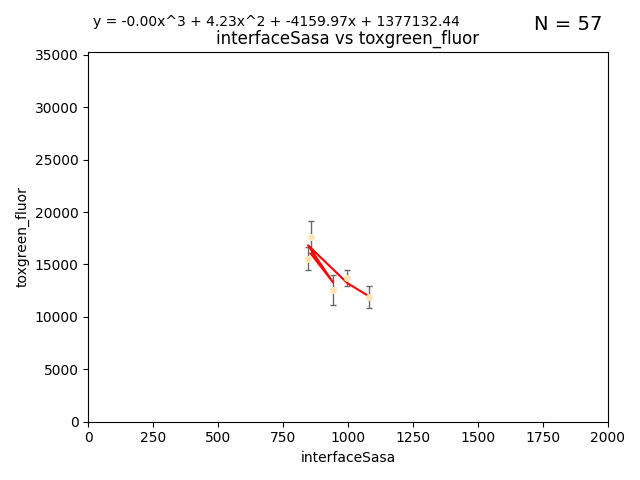 y = -0.00x^3 + 4.23x^2 + -4159.97x + 1377132.44
N = 57
interfaceSasa vs toxgreen_fluor
35000
30000
25000
20000
15000
10000
5000
0
toxgreen_fluor
0 250 500 750 1000 1250 1500 1750 2000
interfaceSasa